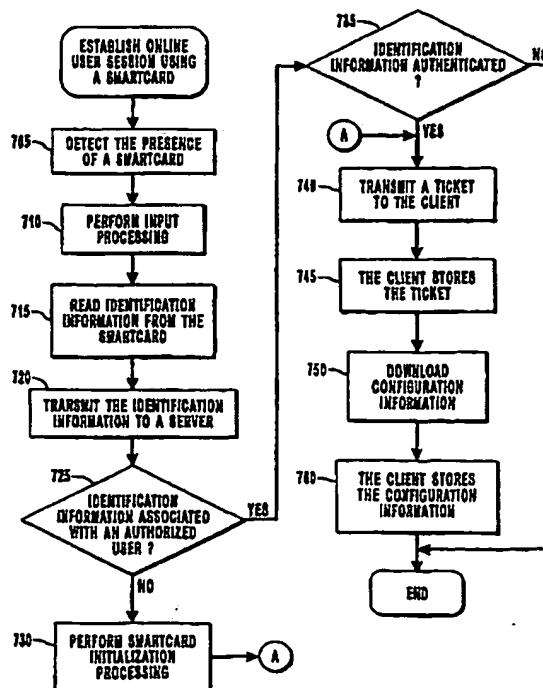 ESTABLISH ONLINE
USER SESSION USING
A SMARTCARD
705
DETECT THE PRESENCE
OF A SMARTCARD
710
PERFORM INPUT
PROCESSING
715
READ IDENTIFICATION
INFORMATION FROM THE
SMARTCARD
720
TRANSMIT THE IDENTIFICATION
INFORMATION TO A SERVER
725
IDENTIFICATION
INFORMATION ASSOCIATED
WITH AN AUTHORIZED
USER ?
YES
NO
730
PERFORM SMARTCARD
INITIALIZATION
PROCESSING
A
735
IDENTIFICATION
INFORMATION AUTHENTICATED
?
NO
YES
A
740
TRANSMIT A TICKET
TO THE CLIENT
745
THE CLIENT STORES
THE TICKET
750
DOWNLOAD
CONFIGURATION
INFORMATION
760
THE CLIENT STORES
THE CONFIGURATION
INFORMATION
END